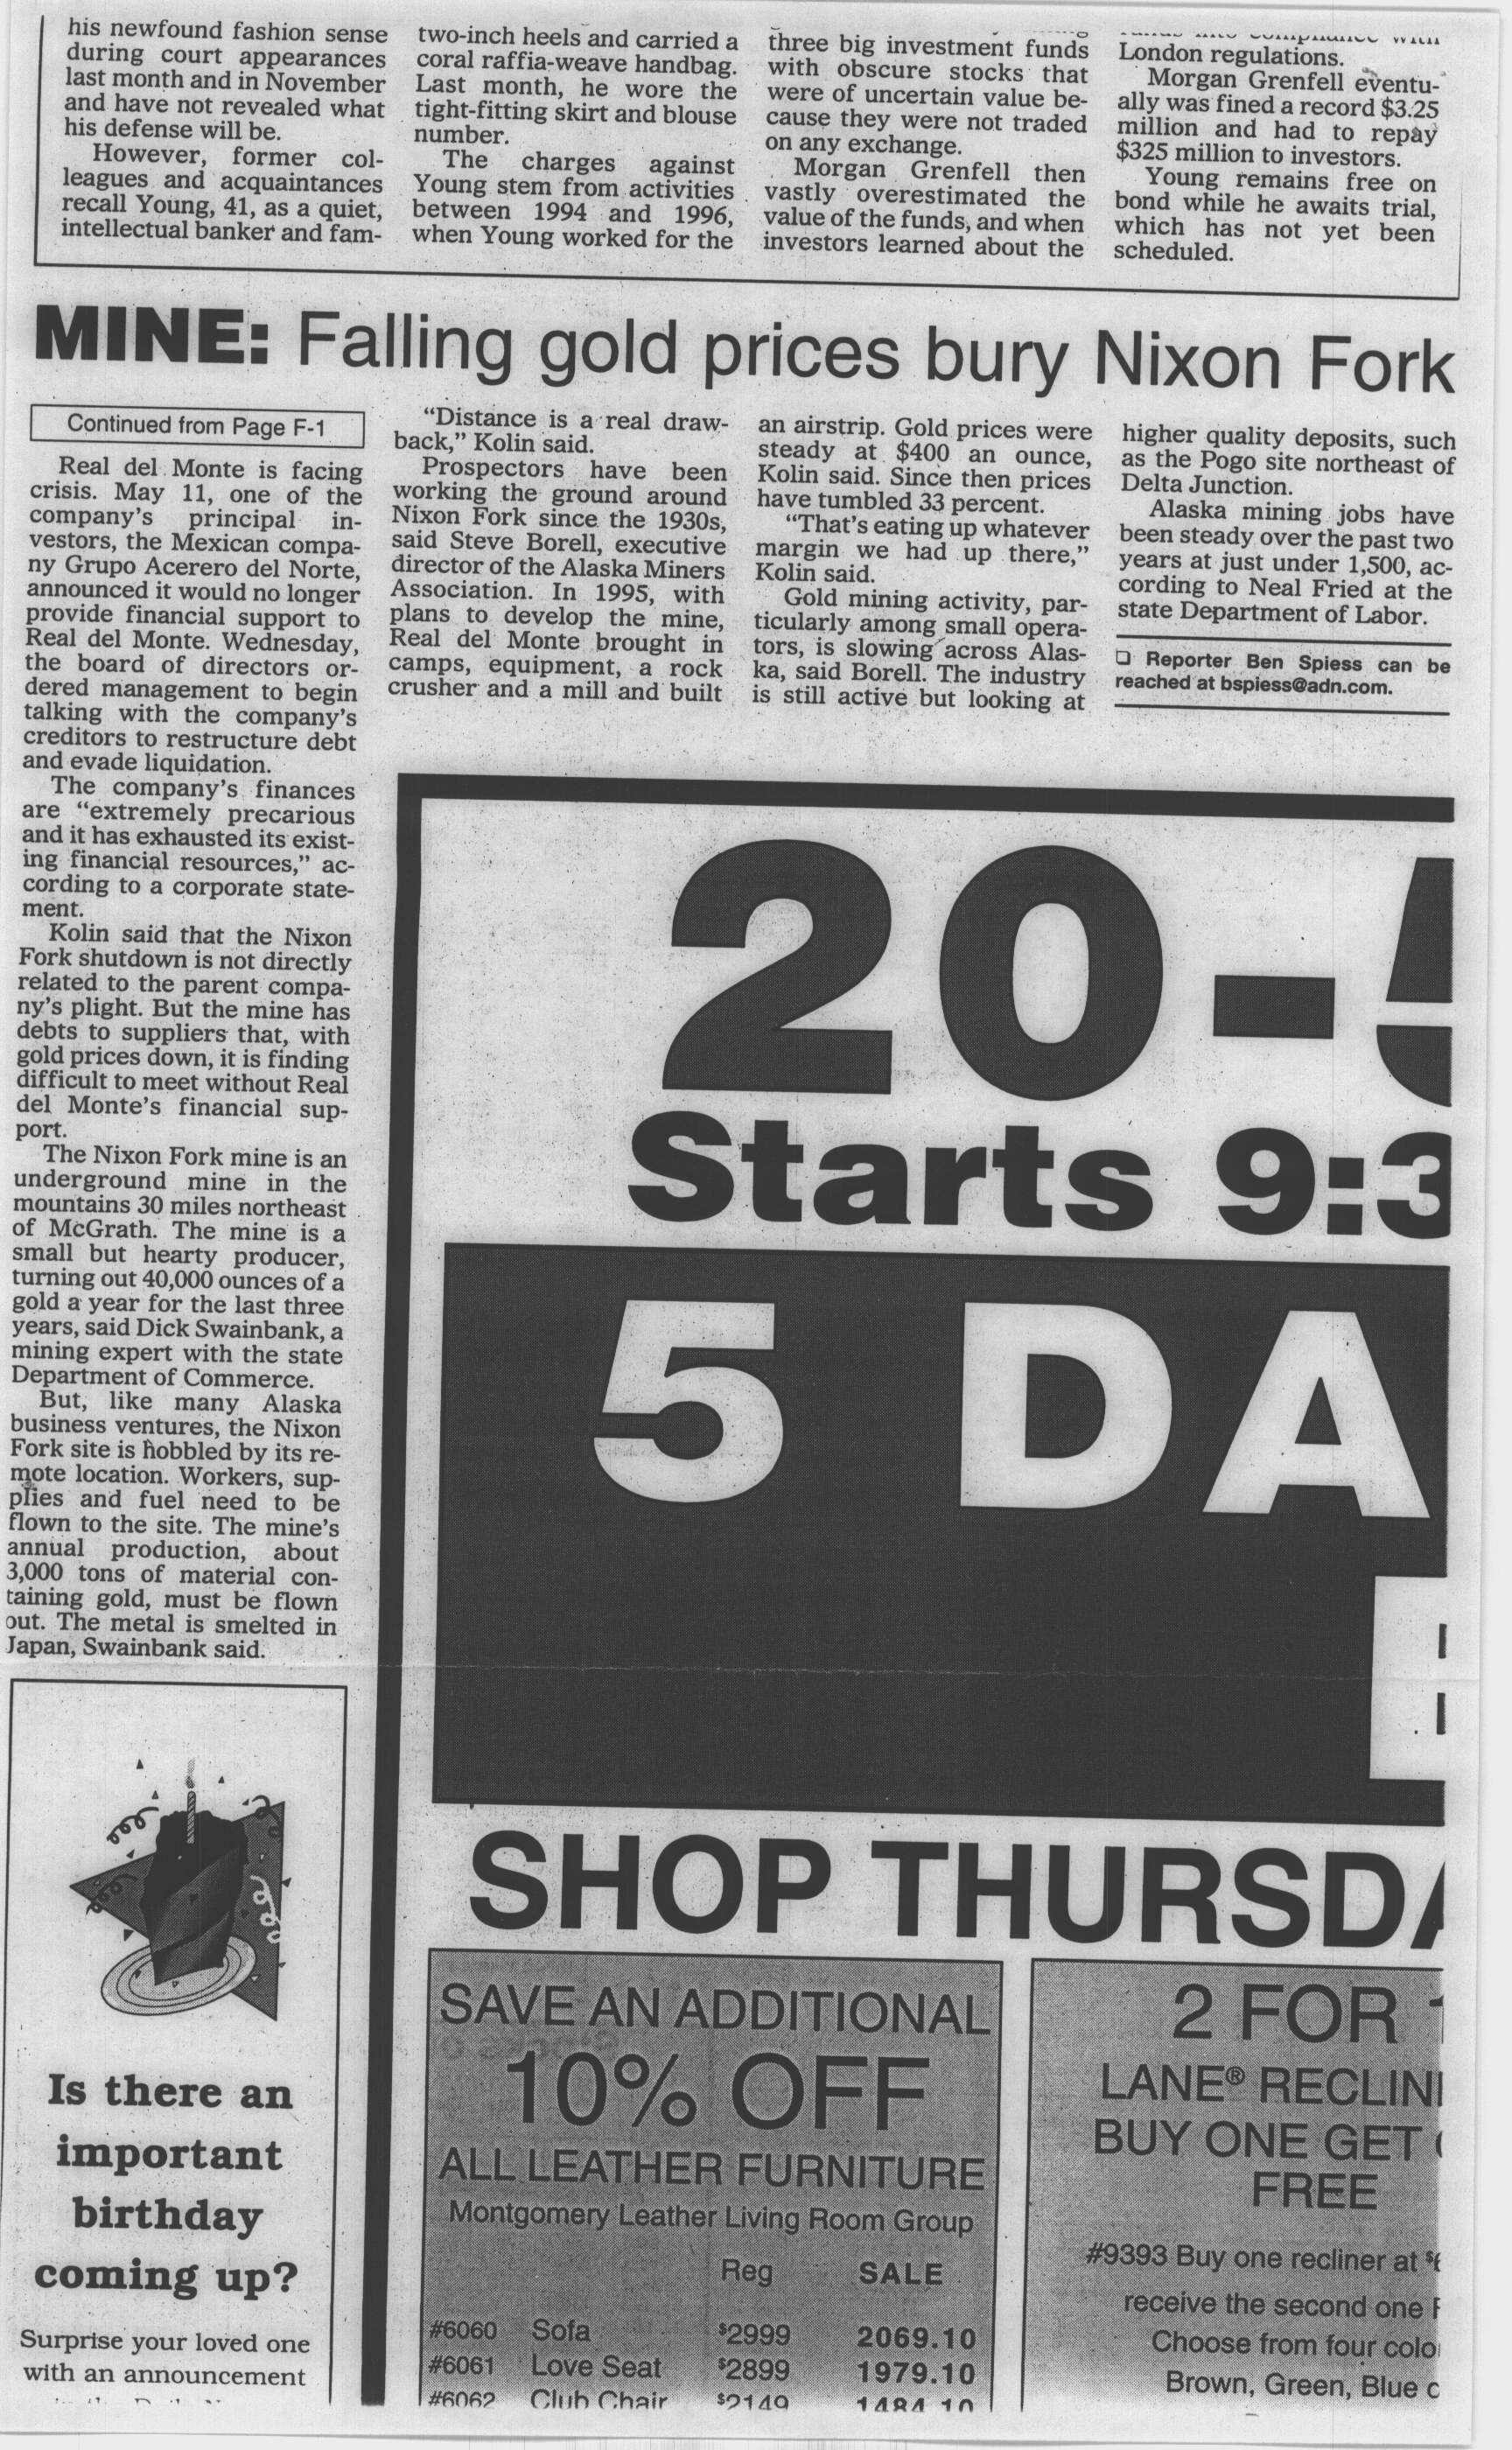 his newfound fashion sense
during court appearances
last month and in November
and have not revealed what
his defense will be.
However, former col-
leagues and acquaintances
recall Young, 41, as a quiet,
intellectual banker and fam-
two-inch heels and carried a
coral raffia-weave handbag.
Last month, he wore the
tight-fitting skirt and blouse
number.
The charges against
Young stem from activities
between 1994 and 1996,
when Young worked for the
three big investment funds
with obscure stocks that
were of uncertain value be-
cause they were not traded
on any exchange.
Morgan Grenfell then
vastly overestimated the
value of the funds, and when
investors learned about the
compliance with
London regulations.
Morgan Grenfell eventu-
ally was fined a record $3.25
million and had to repay
$325 million to investors.
Young remains free on
bond while he awaits trial,
which has not yet been
scheduled.
MINE: Falling gold prices bury Nixon Fork
Continued from Page F-1
Real del Monte is facing
crisis. May 11, one of the
company's principal in-
vestors, the Mexican compa-
ny Grupo Acerero del Norte,
announced it would no longer
provide financial support to
Real del Monte. Wednesday,
the board of directors or-
dered management to begin
talking with the company's
creditors to restructure debt
and evade liquidation.
The company's finances
are "extremely precarious
and it has exhausted its exist-
ing financial resources," ac-
cording to a corporate state-
ment.
Kolin said that the Nixon
Fork shutdown is not directly
related to the parent compa-
ny's plight. But the mine has
debts to suppliers that, with
gold prices down, it is finding
difficult to meet without Real
del Monte's financial sup-
port.
The Nixon Fork mine is an
underground mine in the
mountains 30 miles northeast
of McGrath. The mine is a
small but hearty producer,
turning out 40,000 ounces of a
gold a year for the last three
years, said Dick Swainbank, a
mining expert with the state
Department of Commerce.
But, like many Alaska
business ventures, the Nixon
Fork site is hobbled by its re-
mote location. Workers, sup-
plies and fuel need to be
flown to the site. The mine's
annual production, about
3,000 tons of material con-
taining gold, must be flown
out. The metal is smelted in
Japan, Swainbank said.
"Distance is a real draw-
back," Kolin said.
Prospectors have been
working the ground around
Nixon Fork since the 1930s,
said Steve Borell, executive
director of the Alaska Miners
Association. In 1995, with
plans to develop the mine,
Real del Monte brought in
camps, equipment, a rock
crusher and a mill and built
an airstrip. Gold prices were
steady at $400 an ounce,
Kolin said. Since then prices
have tumbled 33 percent.
"That's eating up whatever
margin we had up there,"
Kolin said.
Gold mining activity, par-
ticularly among small opera-
tors, is slowing across Alas-
ka, said Borell. The industry
is still active but looking at
higher quality deposits, such
as the Pogo site northeast of
Delta Junction.
Alaska mining jobs have
been steady over the past two
years at just under 1,500, ac-
cording to Neal Fried at the
state Department of Labor.
❏ Reporter Ben Spiess can be
reached at bspiess@adn.com.
Is there an
important
birthday
coming up?
Surprise your loved one
with an announcement
20-5
Starts 9:3
5 DA
SHOP THURSDA
SAVE AN ADDITIONAL
10% OFF
ALL LEATHER FURNITURE
Montgomery Leather Living Room Group
Reg SALE
#6060 Sofa $2999 2069.10
#6061 Love Seat $2899 1979.10
#6062 Club Chair $2149 1484.10
2 FOR 1
LANE® RECLIN
BUY ONE GET
FREE
#9393 Buy one recliner at
receive the second one
Choose from four colo
Brown, Green, Blue